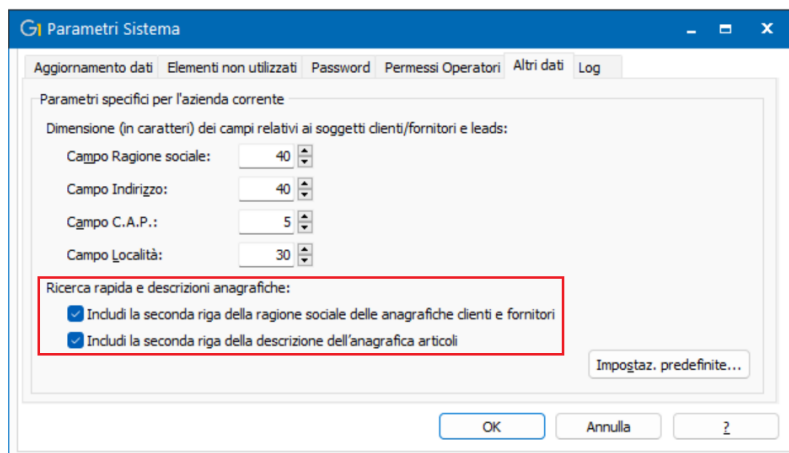 G1 Parametri Sistema
Aggiornamento dati Elementi non utilizzati Password Permessi Operatori Altri dati Log
Parametri specifici per l'azienda corrente
Dimensione (in caratteri) dei campi relativi ai soggetti clienti/fornitori e leads:
Campo Ragione sociale: 40
Campo Indirizzo: 40
Campo C.A.P.: 5
Campo Località: 30
Ricerca rapida e descrizioni anagrafiche:
Includi la seconda riga della ragione sociale delle anagrafiche clienti e fornitori
Includi la seconda riga della descrizione dell'anagrafica articoli
Impostaz. predefinite...
OK Annulla ?